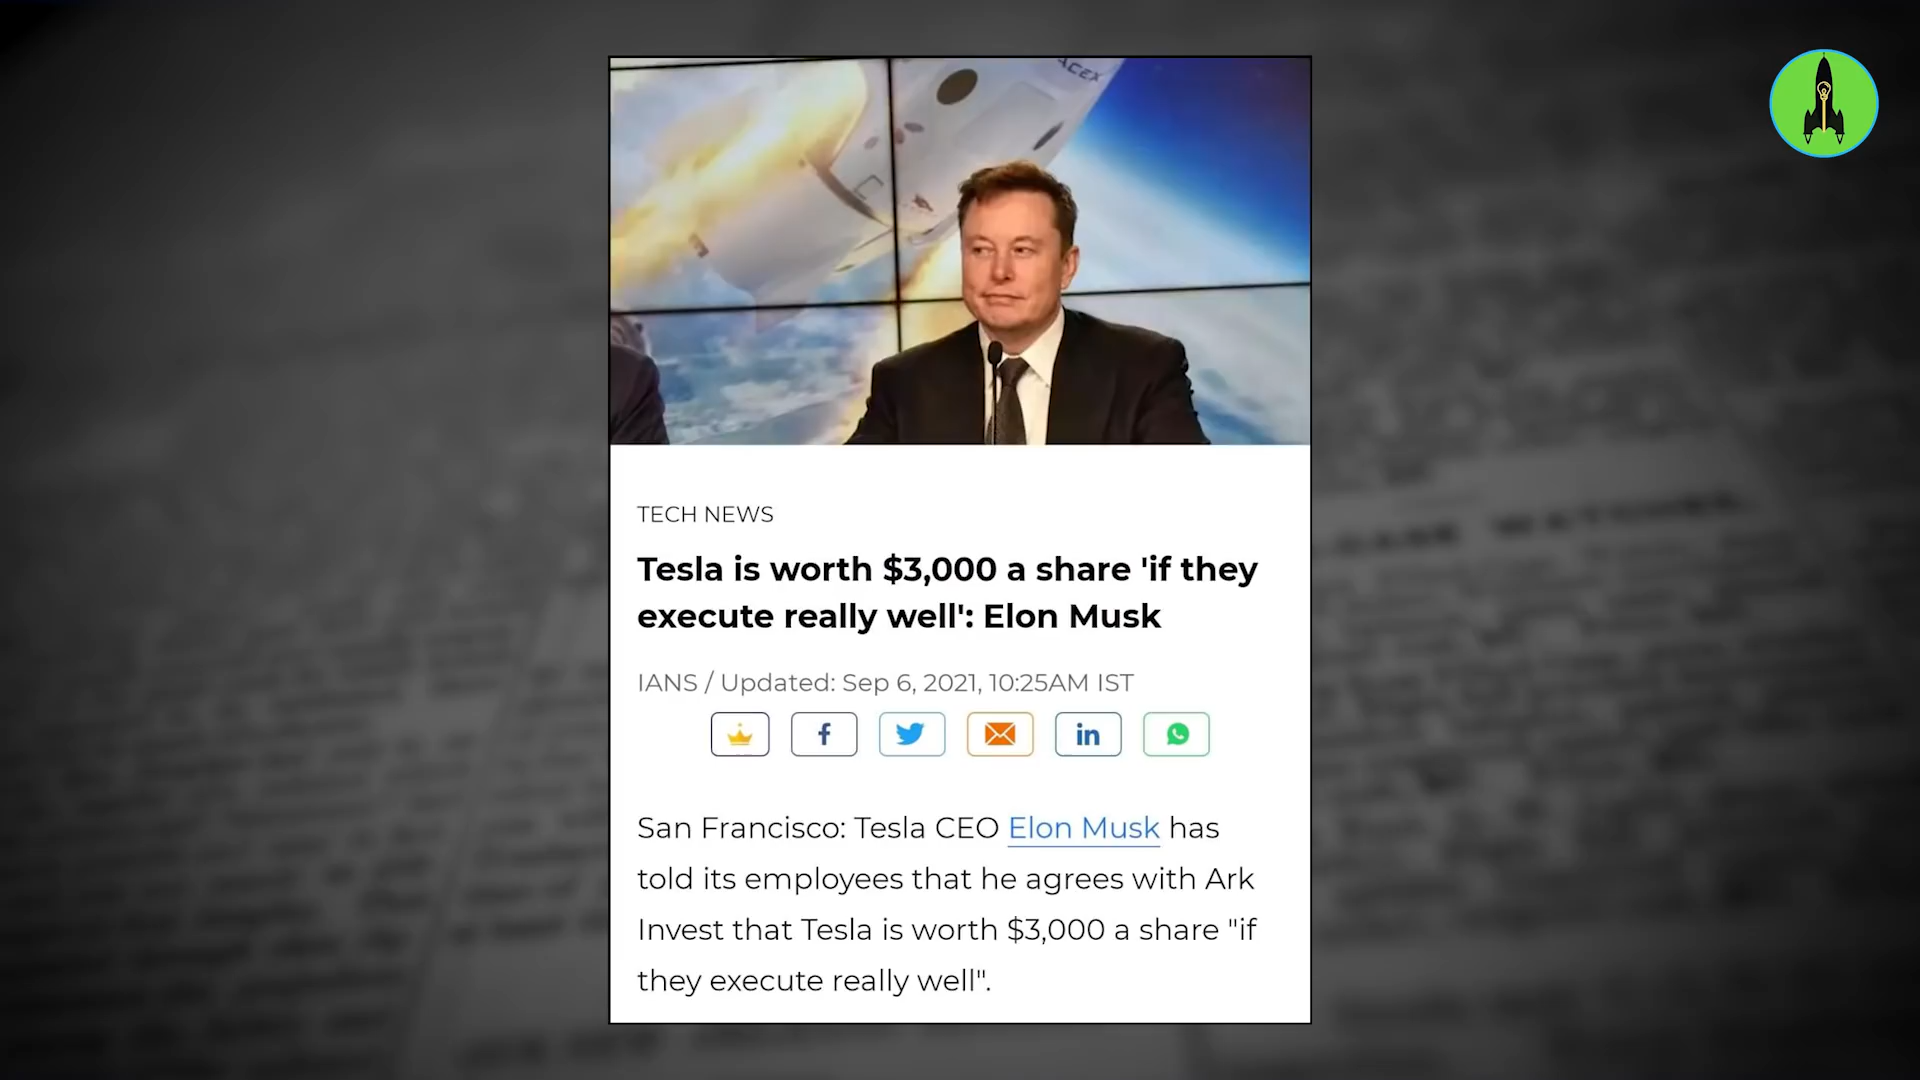 TECH NEWS
Tesla is worth $3,000 a share 'if they
execute really well': Elon Musk
IANS / Updated: Sep 6, 2021, 10:25AM IST
San Francisco: Tesla CEO Elon Musk has
told its employees that he agrees with Ark
Invest that Tesla is worth $3,000 a share "if
they execute really well".